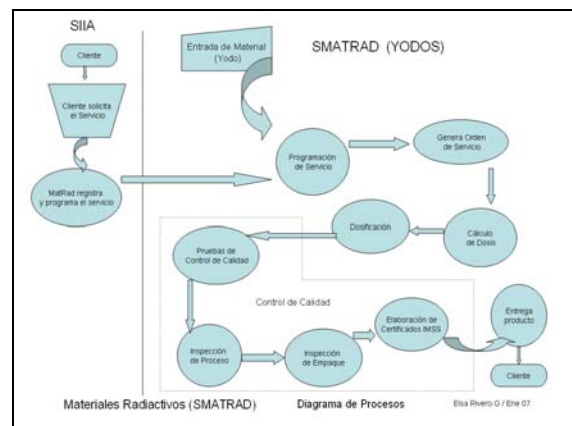 SIIA
SMATRAD (YODOS)
Cliente
Entrada de Material
(Yodo)
Cliente solicita
el Servicio
Genera Orden
de Servicio
Programación
de Servicio
MatRad registra
y programa el servicio
Dosificación
Cálculo
de Dosis
Pruebas de
Control de Calidad
Control de Calidad
Elaboración de
Certificados IMSS
Entrega
producto
Inspección
de Proceso
Inspección
de Empaque
Cliente
Materiales Radiactivos (SMATRAD)
Diagrama de Procesos
Elsa Rivero G / Ene 07